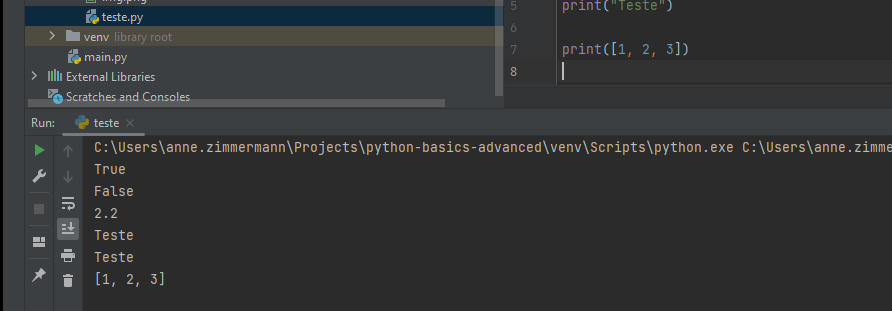 teste.py
venv library root
main.py
External Libraries
Scratches and Consoles
5 print("Teste")
6
7 print([1, 2, 3])
8
Run: teste
C:\Users\anne.zimmermann\Projects\python-basics-advanced\venv\Scripts\python.exe C:\Users\anne.zimme
True
False
2.2
Teste
Teste
[1, 2, 3]